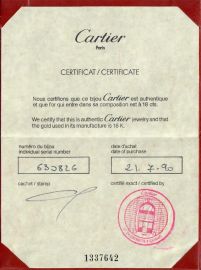 Cartier
Paris
CERTIFICAT/CERTIFICATE
Nous certifions que ce bijou Cartier est authentique
et que l'or qui entre dans sa composition est à 18 cts.
We certify that this is authentic Cartier jewelry and that
the gold used in its manufacture is 18 K.
numéro du bijou
individual serial number
date d'achat
date of purchase
630826
21.7.90
cachet/stamp
certifié exact/certified by
1337642